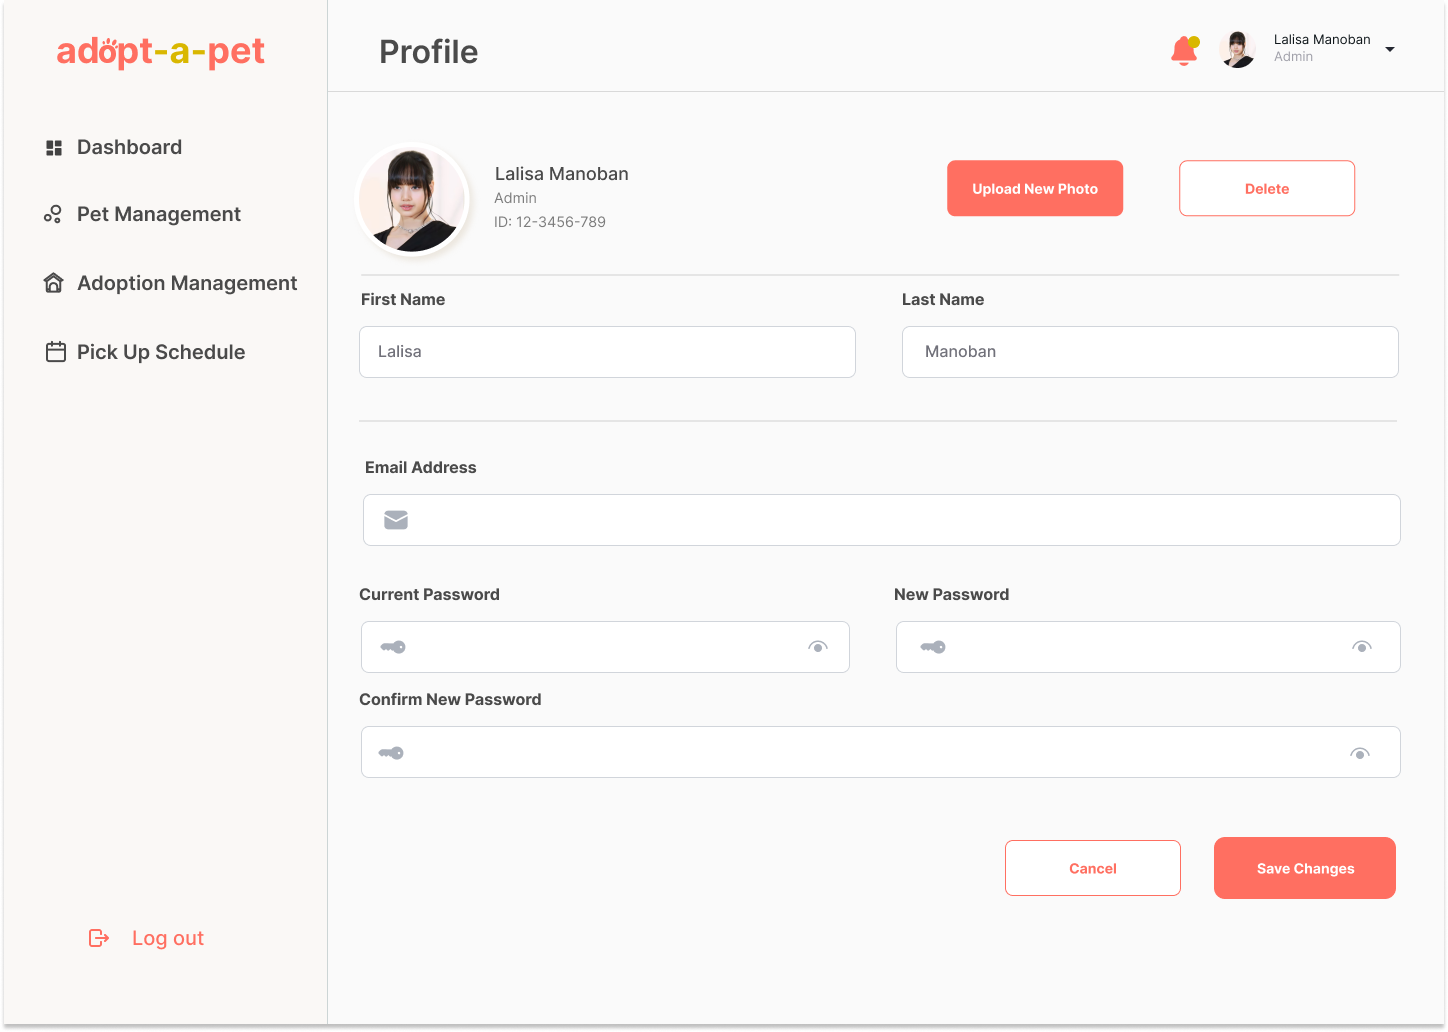 adopt-a-pet
Dashboard
Pet Management
Adoption Management
Pick Up Schedule
Log out
Profile
Lalisa Manoban
Admin
Lalisa Manoban
Admin
ID: 12-3456-789
Upload New Photo
Delete
First Name
Last Name
Lalisa
Manoban
Email Address
Current Password
New Password
Confirm New Password
Cancel
Save Changes